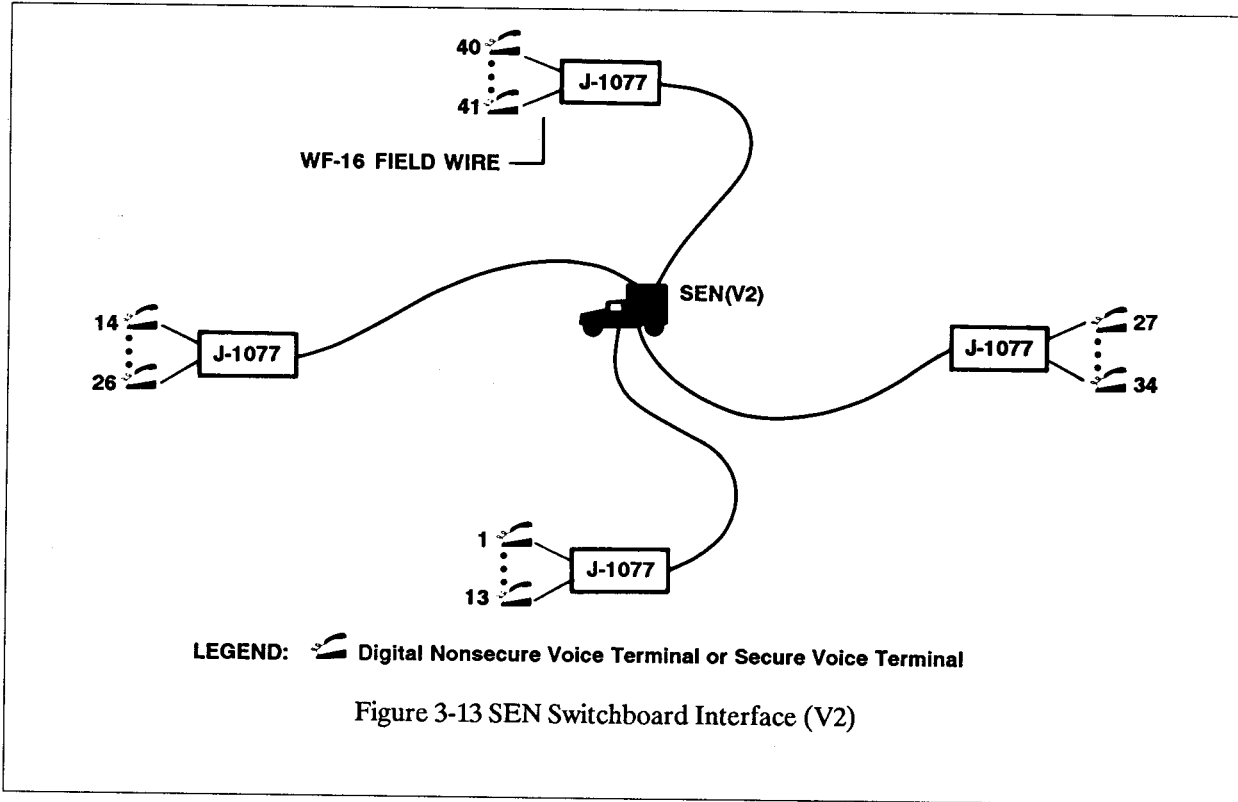 40
J-1077
41
WF-16 FIELD WIRE
SEN(V2)
14
J-1077
26
27
J-1077
34
1
J-1077
13
LEGEND: Digital Nonsecure Voice Terminal or Secure Voice Terminal
Figure 3-13 SEN Switchboard Interface (V2)